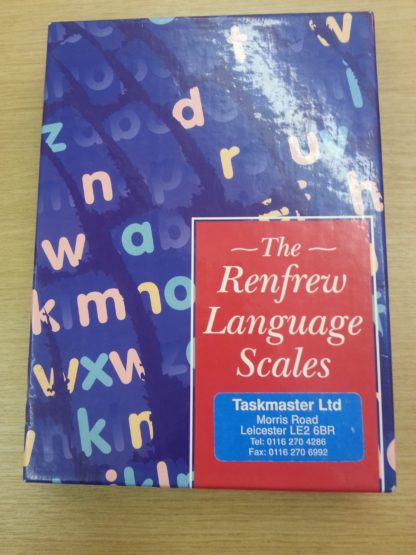 t v
l
z d
r u
n h
w a
k m n o
w x w
k n
~ The ~
Renfrew
Language
Scales
Taskmaster Ltd
Morris Road
Leicester LE2 6BR
Tel: 0116 270 4286
Fax: 0116 270 6992